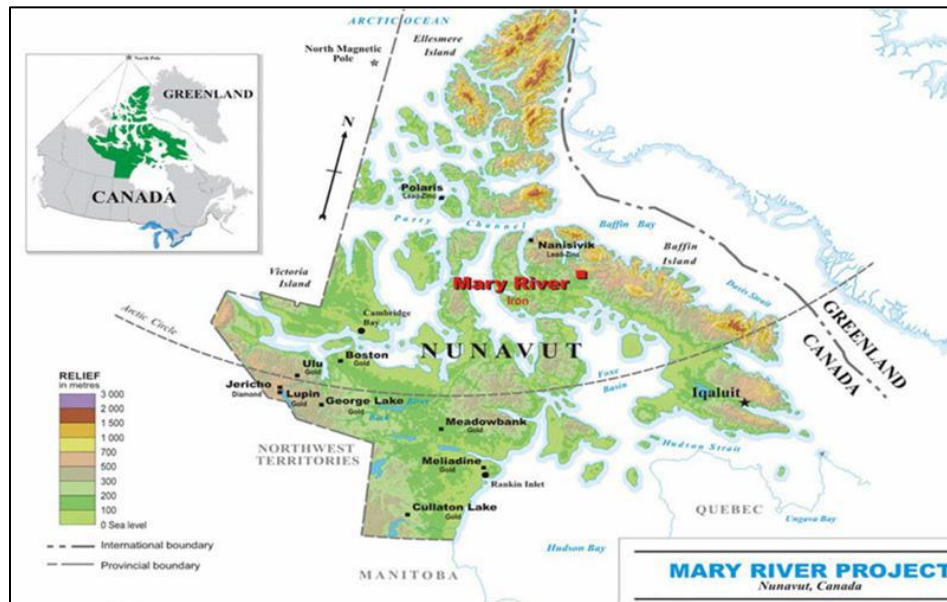 ARCTIC OCEAN
Ellesmere
Island
North Magnetic
Pole
North Pole
GREENLAND
CANADA
N
Polaris
Lead-Zinc
Parry Channel
Baffin Bay
Nanisivik
Lead-Zinc
Baffin
Island
Mary River
Iron
Victoria
Island
Davis Strait
GREENLAND
CANADA
Arctic Circle
Cambridge
Bay
NUNAVUT
Boston
Gold
Ulu
Gold
Foxe
Basin
Jericho
Diamond
Lupin
Gold
George Lake
Gold
Back River
Iqaluit
Meadowbank
Gold
Hudson Strait
NORTHWEST
TERRITORIES
Meliadine
Gold
Rankin Inlet
QUEBEC
Ungava Bay
Cullaton Lake
Gold
Hudson Bay
MANITOBA
RELIEF
in metres
3 000
2 000
1 500
1 000
700
500
300
200
100
0 Sea level
International boundary
Provincial boundary
MARY RIVER PROJECT
Nunavut, Canada